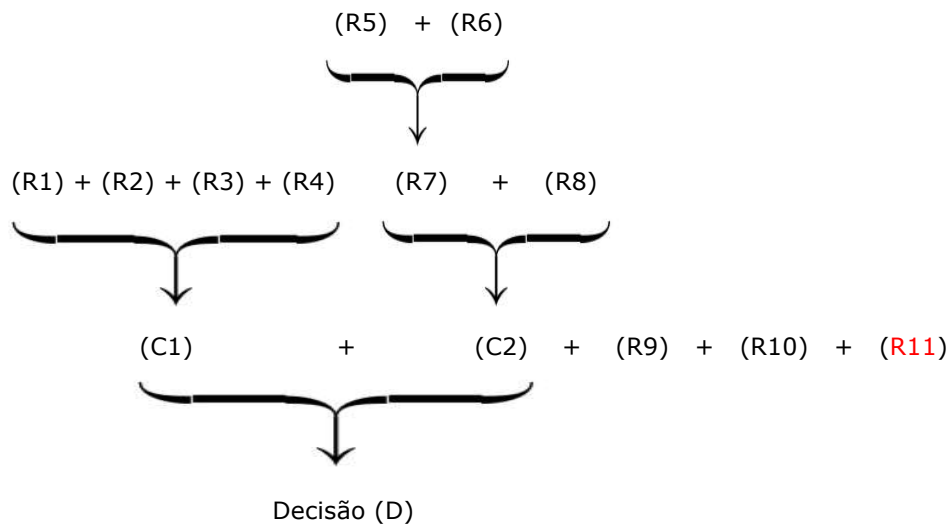 (R5) + (R6)
(R1) + (R2) + (R3) + (R4) (R7) + (R8)
(C1) + (C2) + (R9) + (R10) + (R11)
Decisão (D)